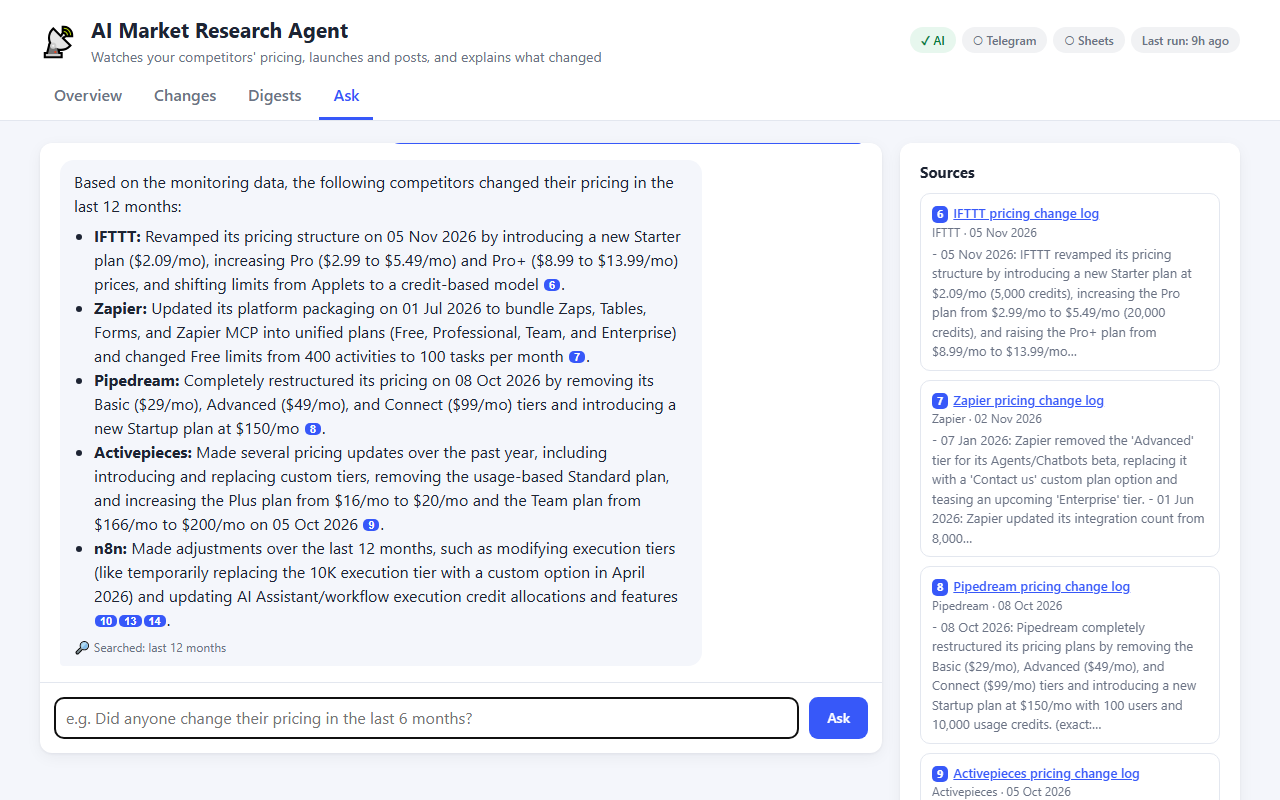 AI Market Research Agent
Watches your competitors' pricing, launches and posts, and explains what changed
✓ AI
○ Telegram
○ Sheets
Last run: 9h ago
Overview
Changes
Digests
Ask
Based on the monitoring data, the following competitors changed their pricing in the
last 12 months:
• IFTTT: Revamped its pricing structure on 05 Nov 2026 by introducing a new Starter
plan ($2.09/mo), increasing Pro ($2.99 to $5.49/mo) and Pro+ ($8.99 to $13.99/mo)
prices, and shifting limits from Applets to a credit-based model 6.
• Zapier: Updated its platform packaging on 01 Jul 2026 to bundle Zaps, Tables,
Forms, and Zapier MCP into unified plans (Free, Professional, Team, and Enterprise)
and changed Free limits from 400 activities to 100 tasks per month 7.
• Pipedream: Completely restructured its pricing on 08 Oct 2026 by removing its
Basic ($29/mo), Advanced ($49/mo), and Connect ($99/mo) tiers and introducing a
new Startup plan at $150/mo 8.
• Activepieces: Made several pricing updates over the past year, including
introducing and replacing custom tiers, removing the usage-based Standard plan,
and increasing the Plus plan from $16/mo to $20/mo and the Team plan from
$166/mo to $200/mo on 05 Oct 2026 9.
• n8n: Made adjustments over the last 12 months, such as modifying execution tiers
(like temporarily replacing the 10K execution tier with a custom option in April
2026) and updating AI Assistant/workflow execution credit allocations and features
10 13 14.
Searched: last 12 months
e.g. Did anyone change their pricing in the last 6 months?
Ask
Sources
6 IFTTT pricing change log
IFTTT · 05 Nov 2026
- 05 Nov 2026: IFTTT revamped its pricing
structure by introducing a new Starter plan at
$2.09/mo (5,000 credits), increasing the Pro
plan from $2.99/mo to $5.49/mo (20,000
credits), and raising the Pro+ plan from
$8.99/mo to $13.99/mo...
7 Zapier pricing change log
Zapier · 02 Nov 2026
- 07 Jan 2026: Zapier removed the 'Advanced'
tier for its Agents/Chatbots beta, replacing it
with a 'Contact us' custom plan option and
teasing an upcoming 'Enterprise' tier. - 01 Jun
2026: Zapier updated its integration count from
8,000...
8 Pipedream pricing change log
Pipedream · 08 Oct 2026
- 08 Oct 2026: Pipedream completely
restructured its pricing plans by removing the
Basic ($29/mo), Advanced ($49/mo), and
Connect ($99/mo) tiers and introducing a new
Startup plan at $150/mo with 100 users and
10,000 usage credits. (exact:...
9 Activepieces pricing change log
Activepieces · 05 Oct 2026